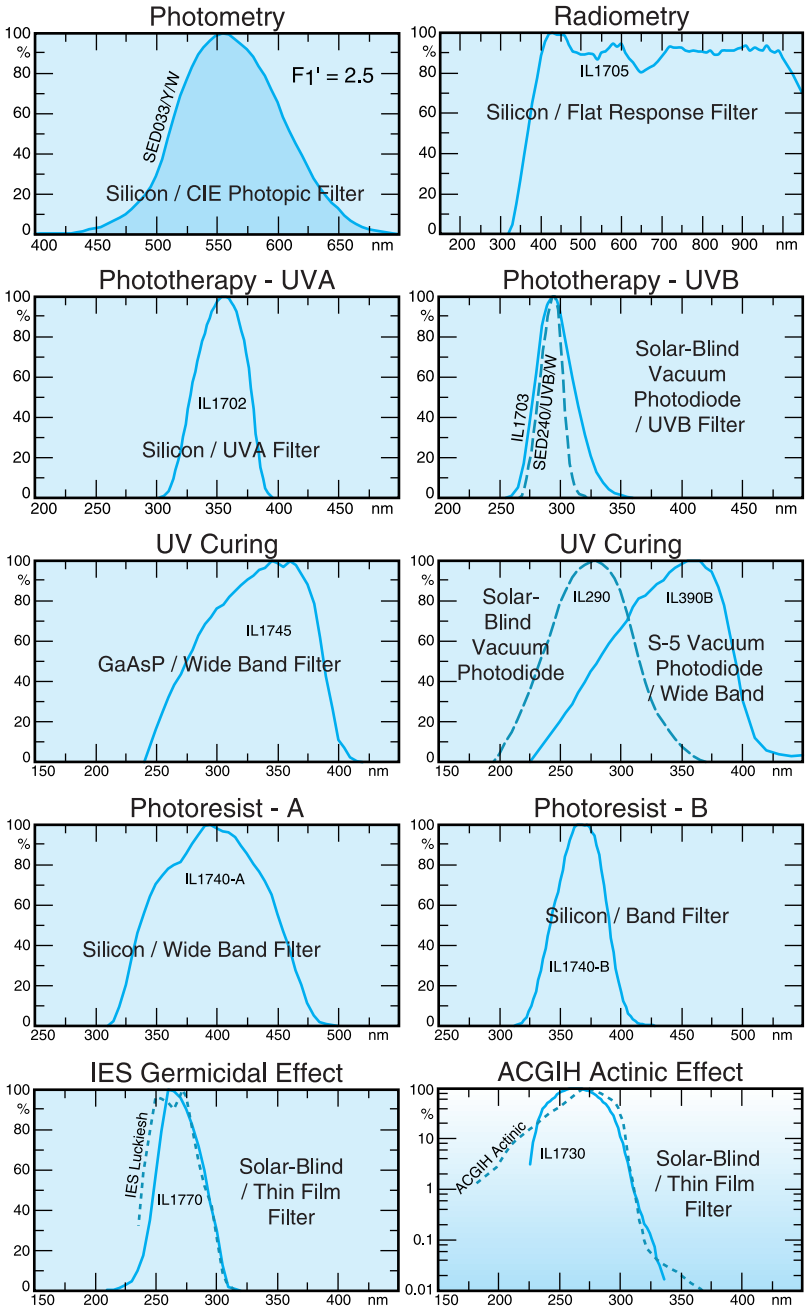 Photometry
100
%
80
60
40
20
0
SED033/Y/W
F1' = 2.5
Silicon / CIE Photopic Filter
400 450 500 550 600 650 nm
Radiometry
100
%
80
60
40
20
0
IL1705
Silicon / Flat Response Filter
200 300 400 500 600 700 800 900 nm
Phototherapy - UVA
100
%
80
60
40
20
0
IL1702
Silicon / UVA Filter
200 250 300 350 400 450 nm
Phototherapy - UVB
100
%
80
60
40
20
0
IL1703
SED240/UVB/W
Solar-Blind
Vacuum
Photodiode
/ UVB Filter
200 250 300 350 400 450 nm
UV Curing
100
%
80
60
40
20
0
IL1745
GaAsP / Wide Band Filter
150 200 250 300 350 400 nm
UV Curing
100
%
80
60
40
20
0
Solar-
Blind
Vacuum
Photodiode
IL290
IL390B
S-5 Vacuum
Photodiode
/ Wide Band
150 200 250 300 350 400 nm
Photoresist - A
100
%
80
60
40
20
0
IL1740-A
Silicon / Wide Band Filter
250 300 350 400 450 500 nm
Photoresist - B
100
%
80
60
40
20
0
Silicon / Band Filter
IL1740-B
250 300 350 400 450 500 nm
IES Germicidal Effect
100
%
80
60
40
20
0
IES Luckiesh
IL1770
Solar-Blind
/ Thin Film
Filter
150 200 250 300 350 400 nm
ACGIH Actinic Effect
100
%
10
1
0.1
0.01
ACGIH Actinic
IL1730
Solar-Blind
/ Thin Film
Filter
150 200 250 300 350 400 nm